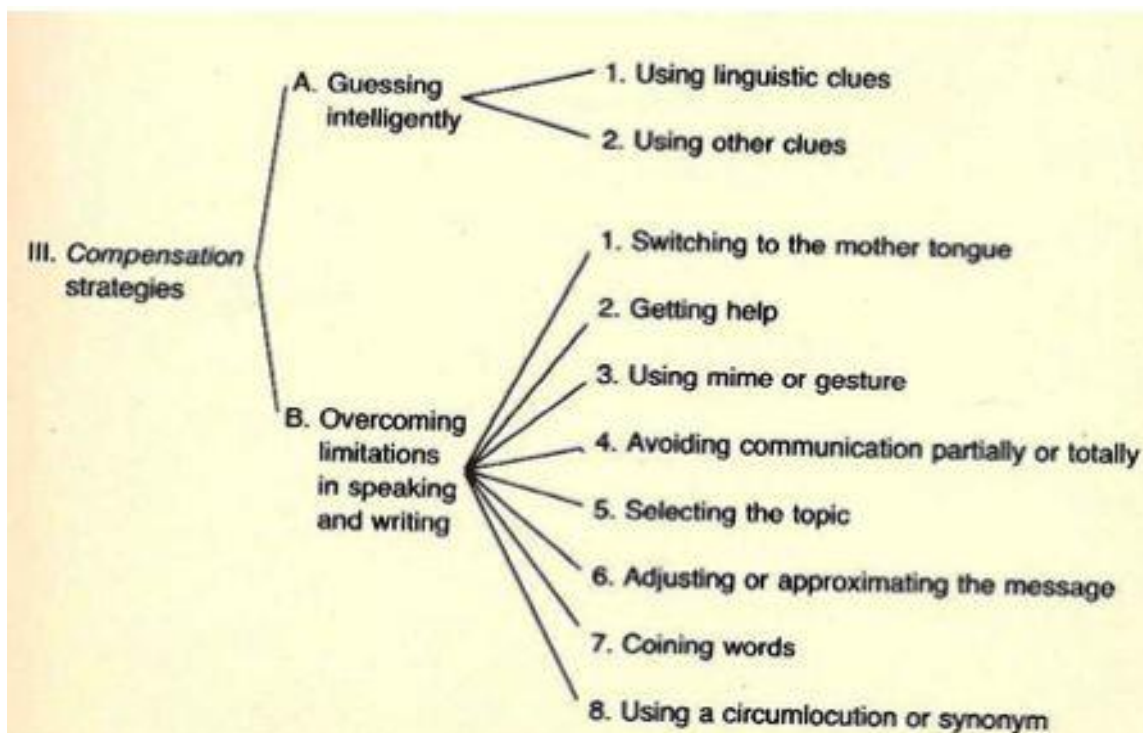 A. Guessing
intelligently
1. Using linguistic clues
2. Using other clues
III. Compensation
strategies
B. Overcoming
limitations
in speaking
and writing
1. Switching to the mother tongue
2. Getting help
3. Using mime or gesture
4. Avoiding communication partially or totally
5. Selecting the topic
6. Adjusting or approximating the message
7. Coining words
8. Using a circumlocution or synonym